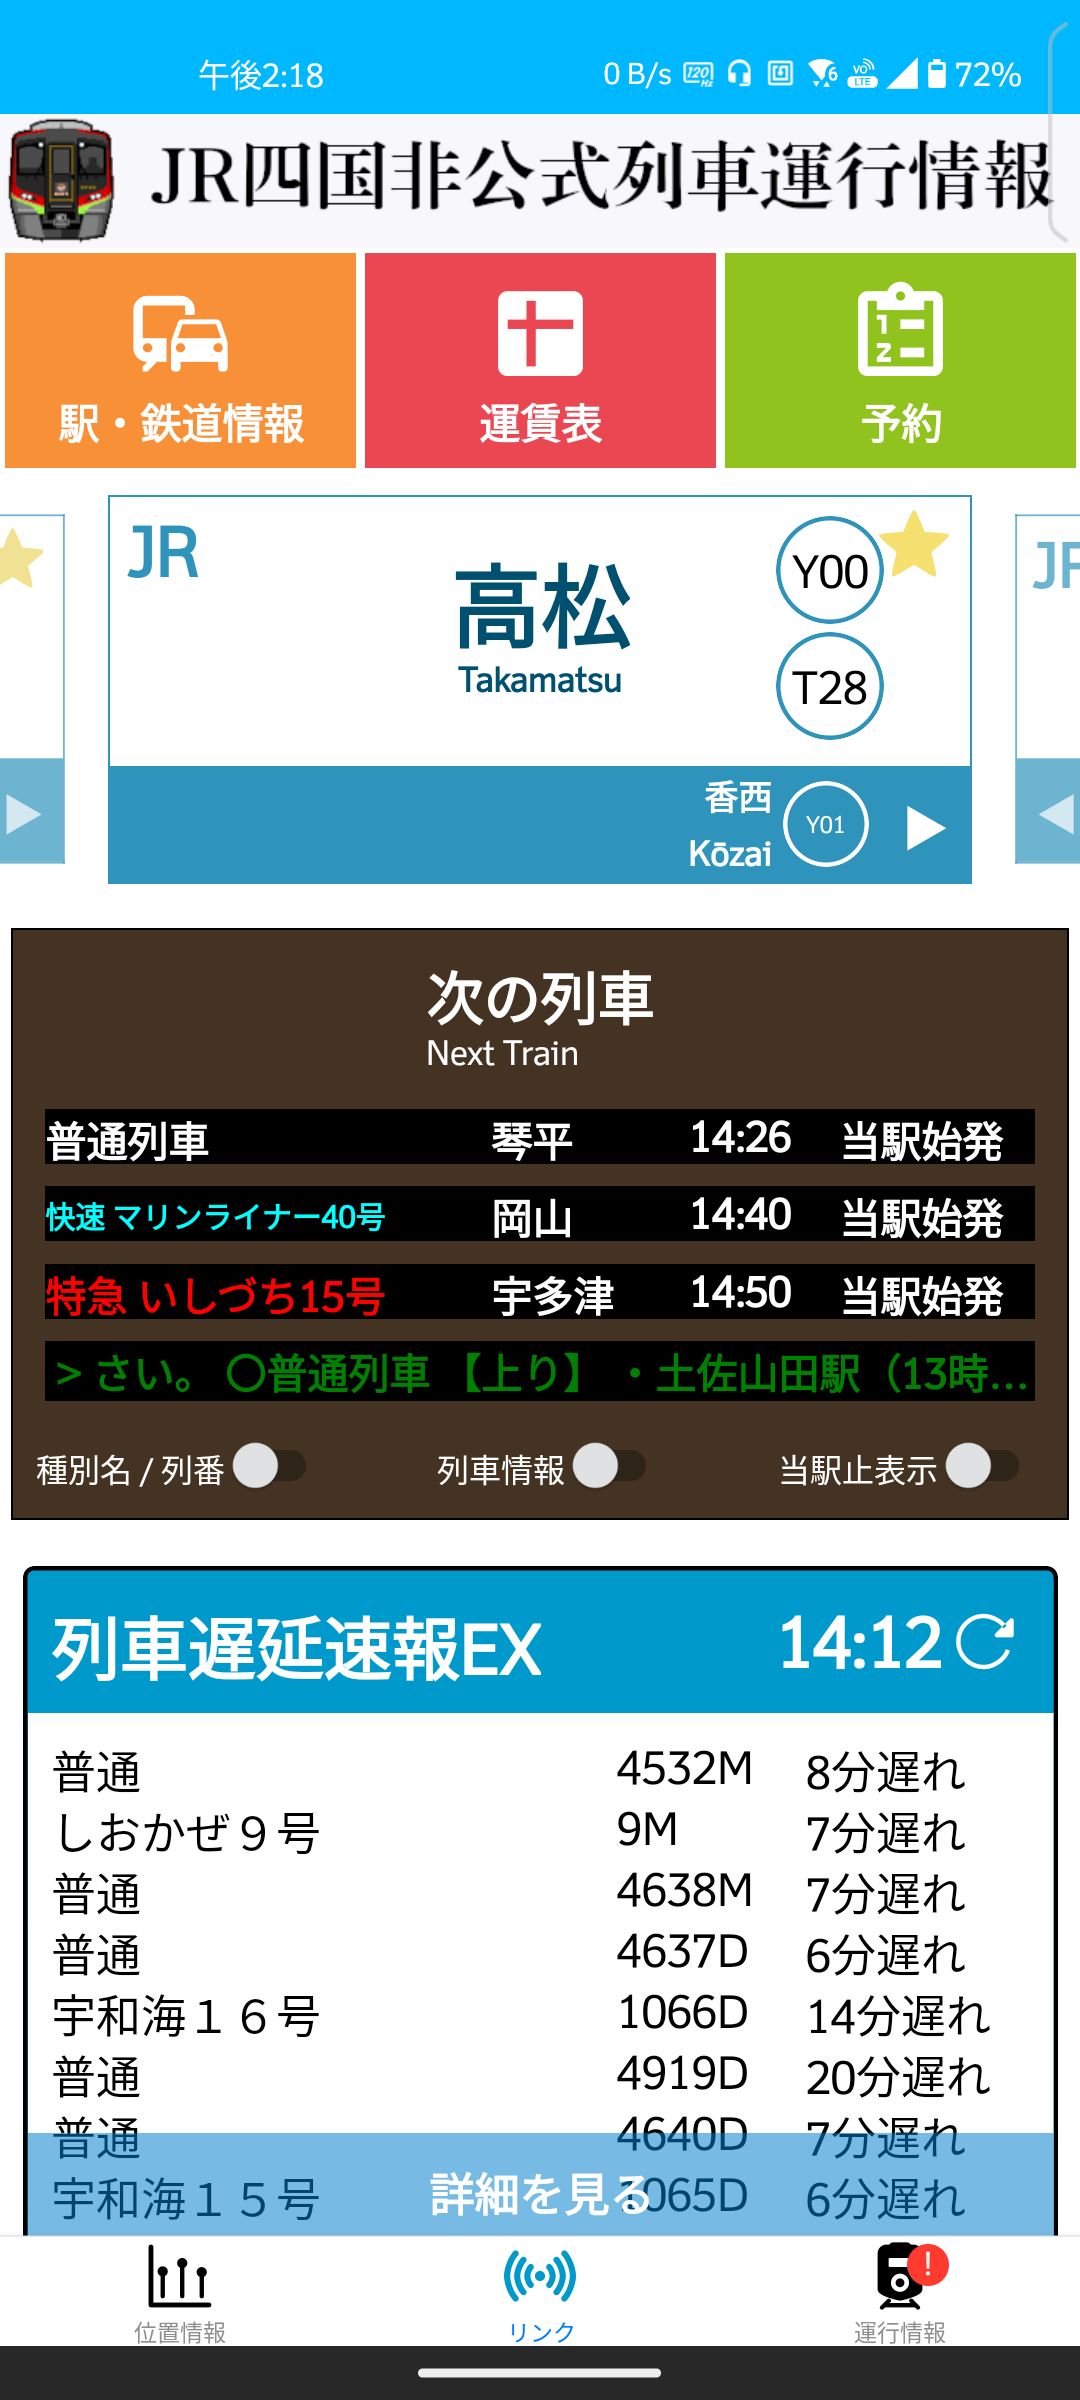 午後2:18
0 B/s 120 Hz 6 VO LTE 72%
JR四国非公式列車運行情報
駅・鉄道情報
運賃表
1 2
予約
JR
高松
Takamatsu
Y00
T28
香西
Kōzai
Y01
JR
次の列車
Next Train
普通列車 琴平 14:26 当駅始発
快速 マリンライナー40号 岡山 14:40 当駅始発
特急 いしづち15号 宇多津 14:50 当駅始発
> さい。 〇普通列車 【上り】 ・土佐山田駅（13時...
種別名 / 列番 列車情報 当駅止表示
列車遅延速報EX 14:12
普通 4532M 8分遅れ
しおかぜ９号 9M 7分遅れ
普通 4638M 7分遅れ
普通 4637D 6分遅れ
宇和海１６号 1066D 14分遅れ
普通 4919D 20分遅れ
普通 4640D 7分遅れ
宇和海１５号 1065D 6分遅れ
詳細を見る
位置情報
リンク
!
運行情報